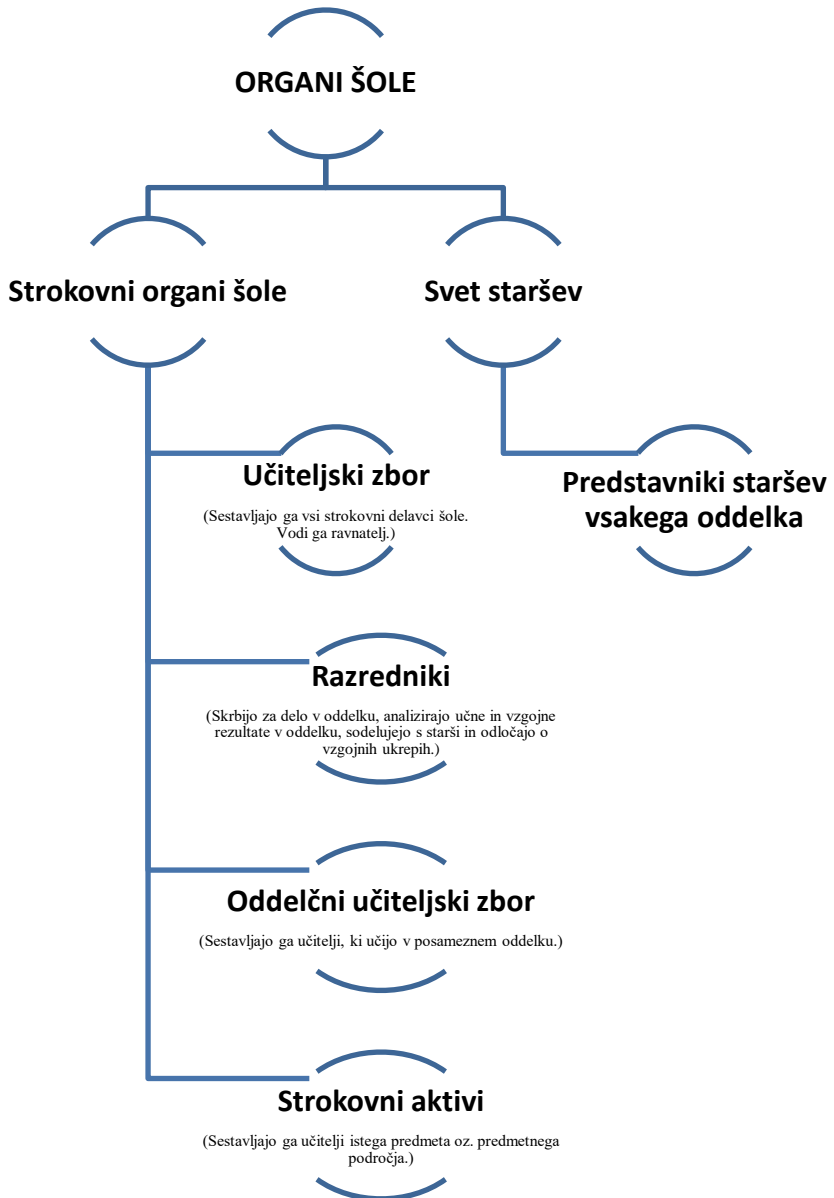 ORGANI ŠOLE
Strokovni organi šole
Svet staršev
Učiteljski zbor
(Sestavljajo ga vsi strokovni delavci šole.
Vodi ga ravnatelj.)
Predstavniki staršev
vsakega oddelka
Razredniki
(Skrbijo za delo v oddelku, analizirajo učne in vzgojne
rezultate v oddelku, sodelujejo s starši in odločajo o
vzgojnih ukrepih.)
Oddelčni učiteljski zbor
(Sestavljajo ga učitelji, ki učijo v posameznem oddelku.)
Strokovni aktivi
(Sestavljajo ga učitelji istega predmeta oz. predmetnega
področja.)